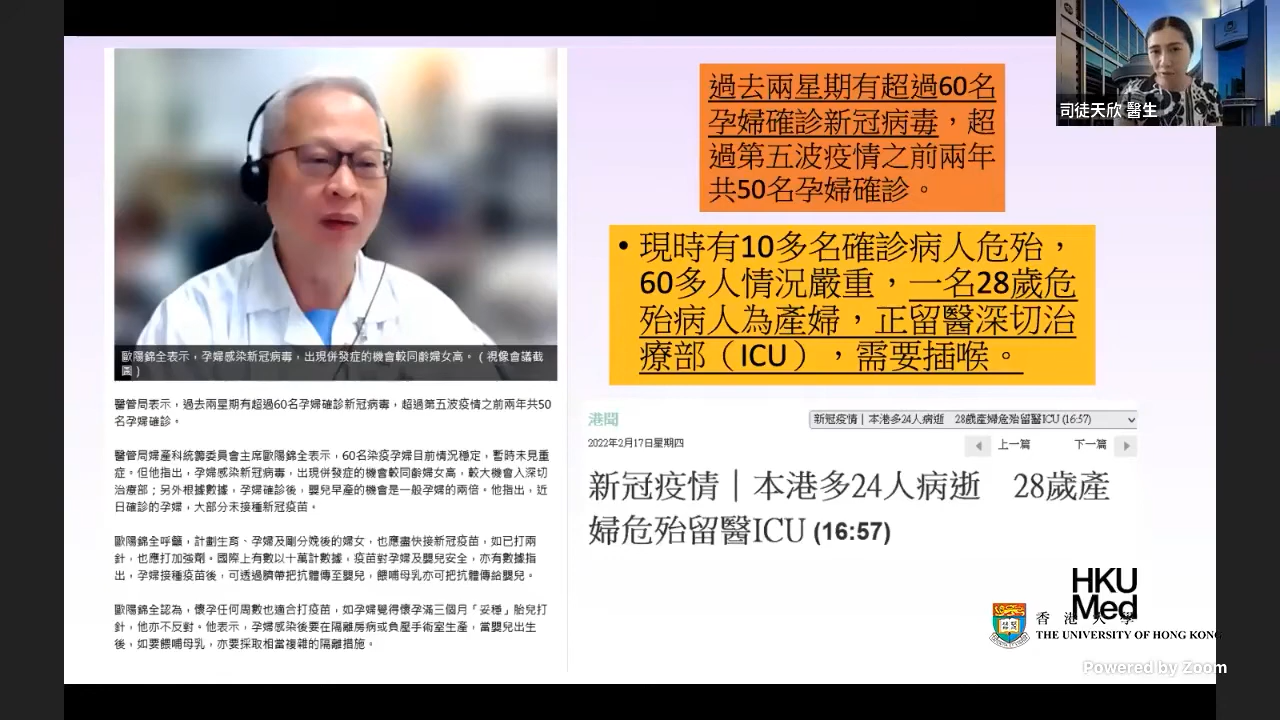 司徒天欣 醫生
過去兩星期有超過60名
孕婦確診新冠病毒，超
過第五波疫情之前兩年
共50名孕婦確診。
• 現時有10多名確診病人危殆，
60多人情況嚴重，一名28歲危
殆病人為產婦，正留醫深切治
療部（ICU），需要插喉。
歐陽錦全表示，孕婦感染新冠病毒，出現併發症的機會較同齡婦女高。（視像會議截
圖）
醫管局表示，過去兩星期有超過60名孕婦確診新冠病毒，超過第五波疫情之前兩年共50
名孕婦確診。
醫管局婦產科統籌委員會主席歐陽錦全表示，60名染疫孕婦目前情況穩定，暫時未見重
症。但他指出，孕婦感染新冠病毒，出現併發症的機會較同齡婦女高，較大機會入深切
治療部；另外根據數據，孕婦確診後，嬰兒早產的機會是一般孕婦的兩倍。他指出，近
日確診的孕婦，大部分未接種新冠疫苗。
歐陽錦全呼籲，計劃生育、孕婦及剛分娩後的婦女，也應盡快接新冠疫苗，如已打兩
針，也應打加強劑。國際上有數以十萬計數據，疫苗對孕婦及嬰兒安全，亦有數據指
出，孕婦接種疫苗後，可透過臍帶把抗體傳至嬰兒，餵哺母乳亦可把抗體傳給嬰兒。
歐陽錦全認為，懷孕任何周數也適合打疫苗，如孕婦覺得懷孕滿三個月「妥穩」胎兒打
針，他亦不反對。他表示，孕婦感染後要在隔離房病或負壓手術室生產，當嬰兒出生
後，如要餵哺母乳，亦要採取相當複雜的隔離措施。
港聞
新冠疫情｜本港多24人病逝　28歲產婦危殆留醫ICU (16:57)
2022年2月17日星期四
上一篇
下一篇
新冠疫情｜本港多24人病逝　28歲產
婦危殆留醫ICU (16:57)
HKU
Med
香港大學
THE UNIVERSITY OF HONG KONG
Powered by Zoom